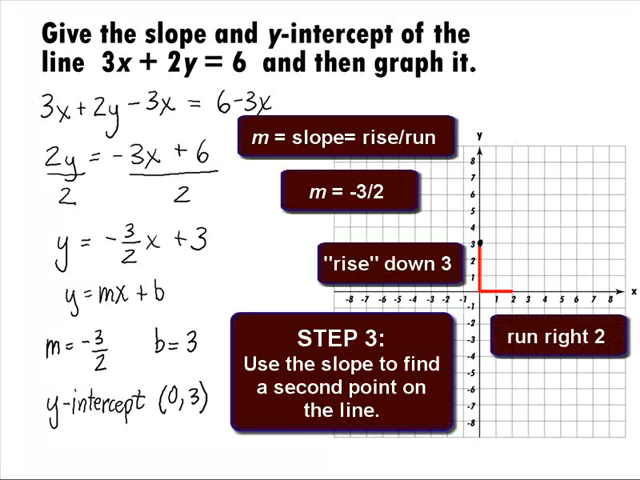 Give the slope and y-intercept of the
line 3x + 2y = 6 and then graph it.
3x + 2y - 3x = 6 - 3x
2y = -3x + 6
2 2
y = -3/2 x + 3
y = mx + b
m = -3/2 b = 3
y-intercept (0, 3)
m = slope= rise/run
m = -3/2
"rise" down 3
STEP 3:
Use the slope to find
a second point on
the line.
run right 2
y
8
7
6
5
4
3
2
1
-8 -7 -6 -5 -4 -3 -2 -1 1 2 3 4 5 6 7 8 x
-1
-2
-3
-4
-5
-6
-7
-8